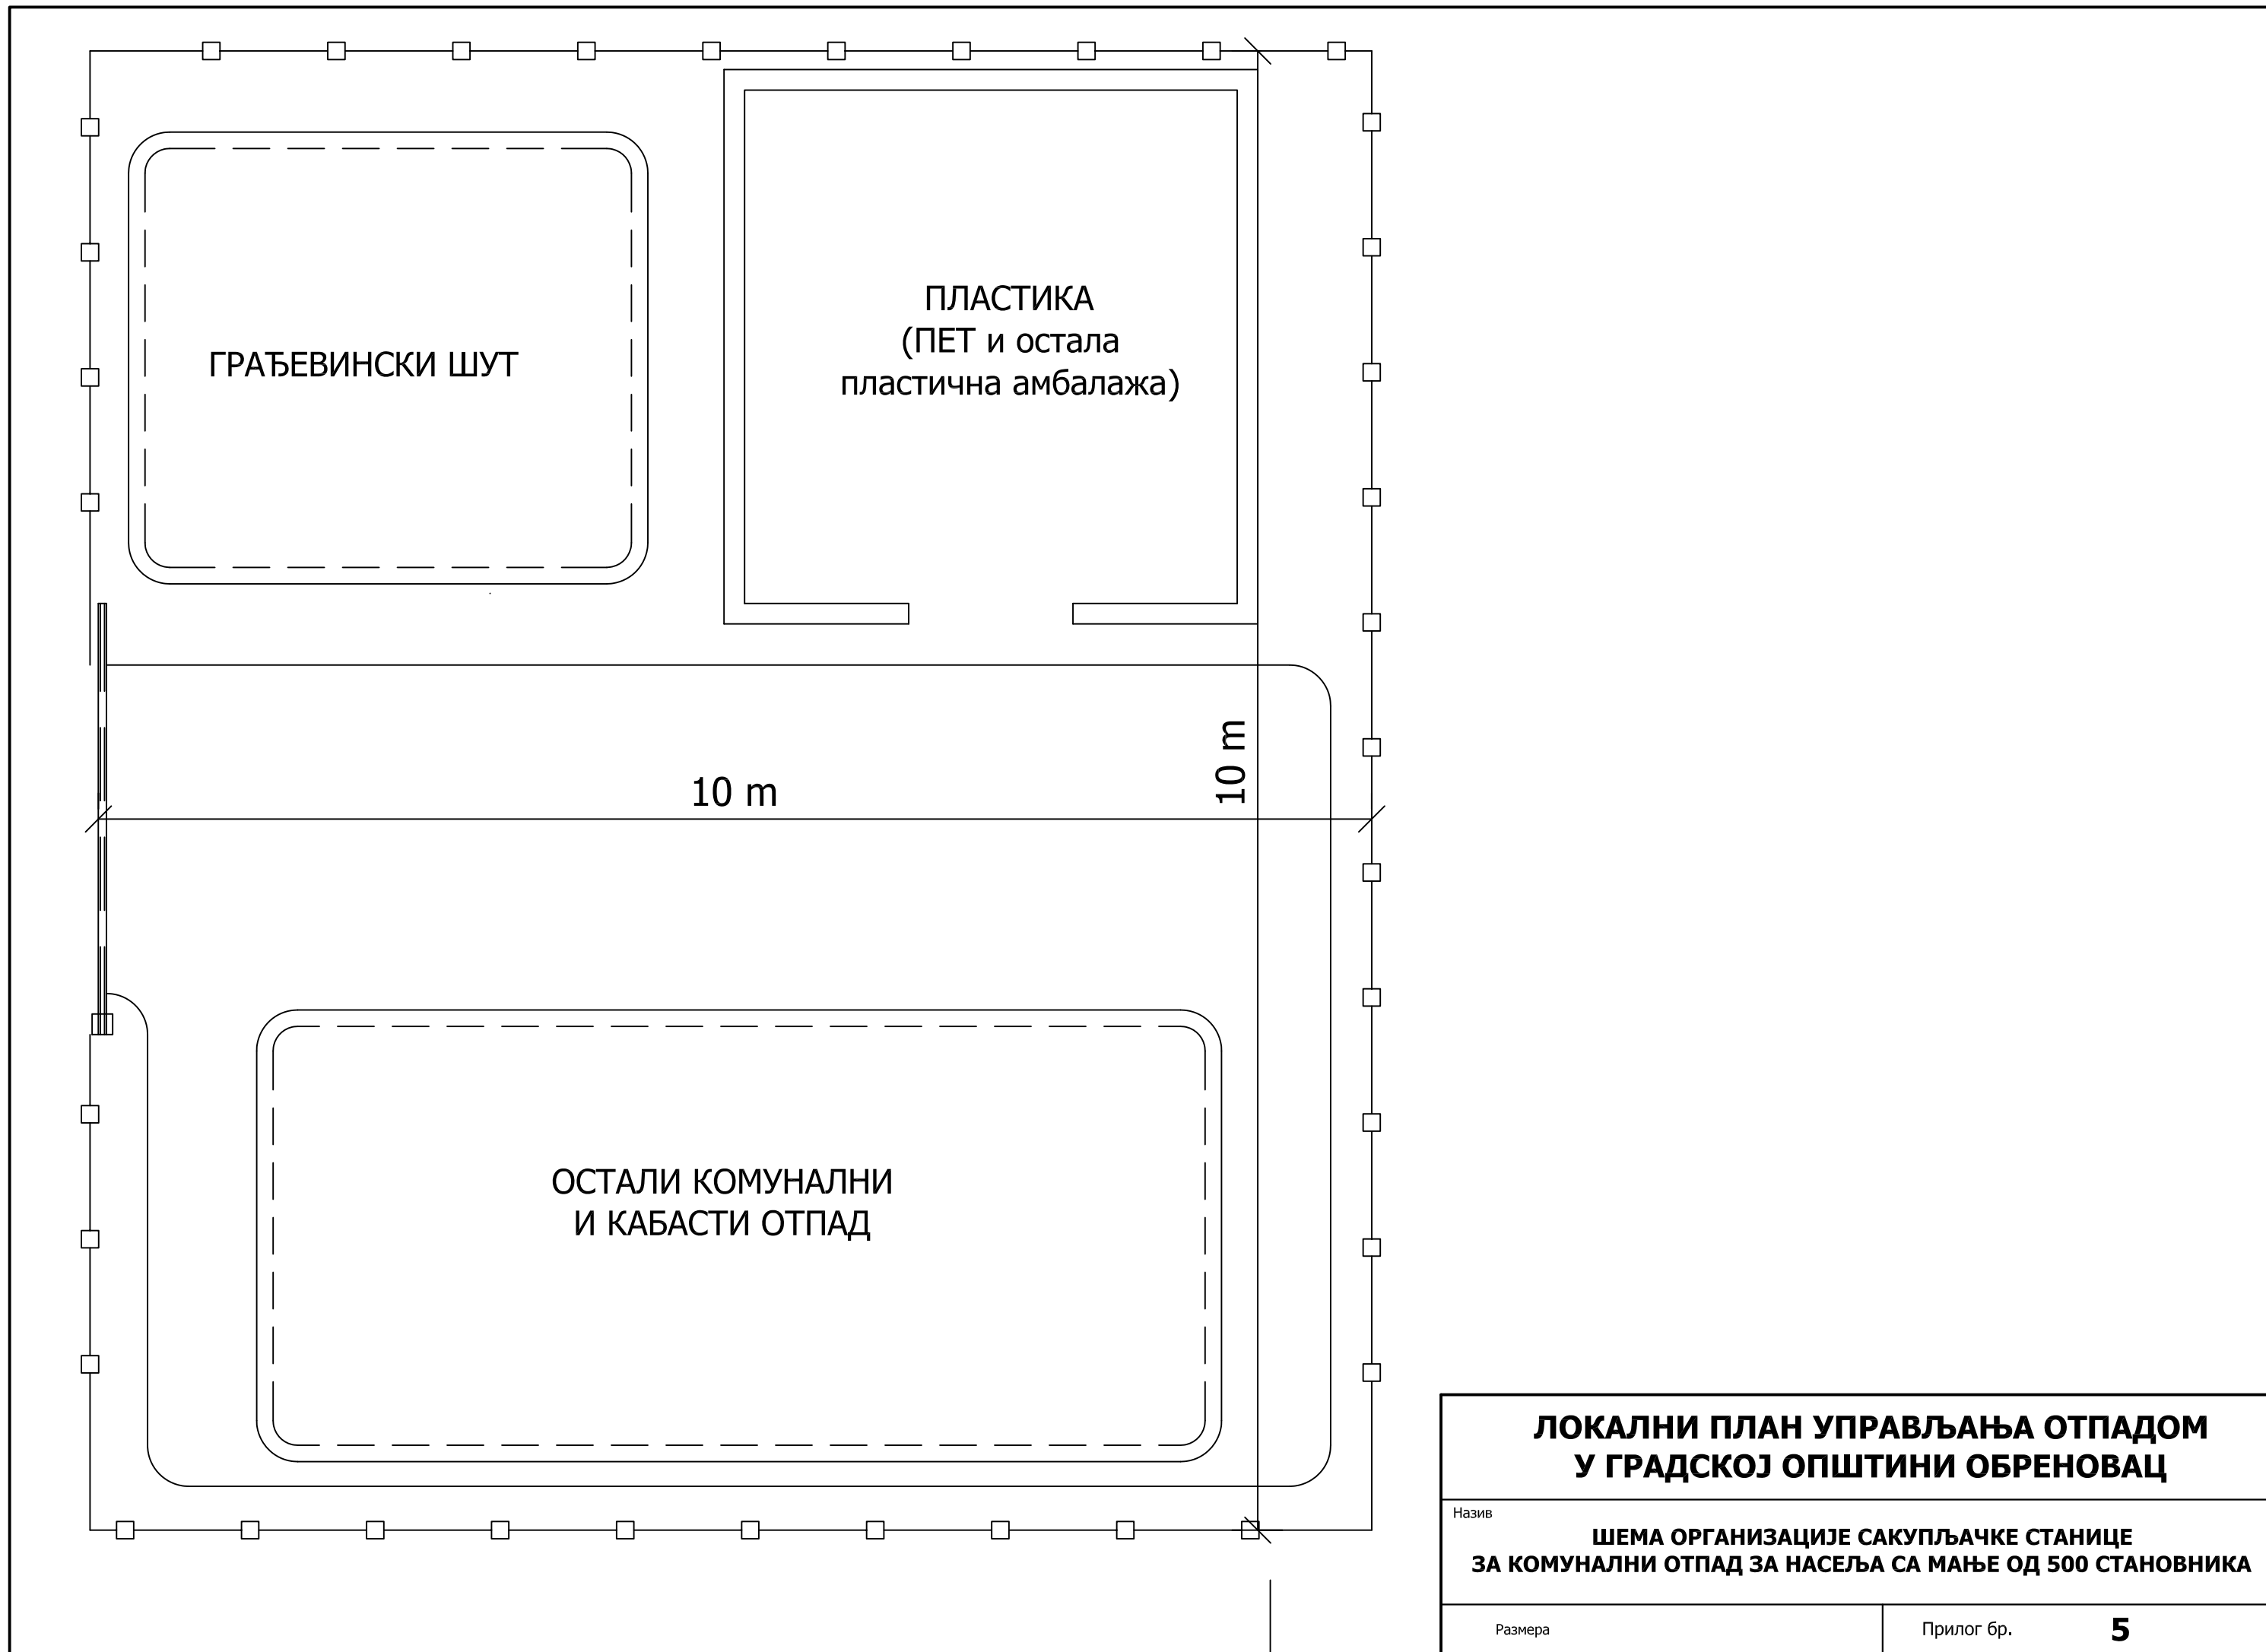 ГРАЂЕВИНСКИ ШУТ
ПЛАСТИКА
(ПЕТ и остала
пластична амбалажа)
10 m
10 m
ОСТАЛИ КОМУНАЛНИ
И КАБАСТИ ОТПАД
ЛОКАЛНИ ПЛАН УПРАВЉАЊА ОТПАДОМ
У ГРАДСКОЈ ОПШТИНИ ОБРЕНОВАЦ
Назив
ШЕМА ОРГАНИЗАЦИЈЕ САКУПЉАЧКЕ СТАНИЦЕ
ЗА КОМУНАЛНИ ОТПАД ЗА НАСЕЉА СА МАЊЕ ОД 500 СТАНОВНИКА
Размера
Прилог бр. 5